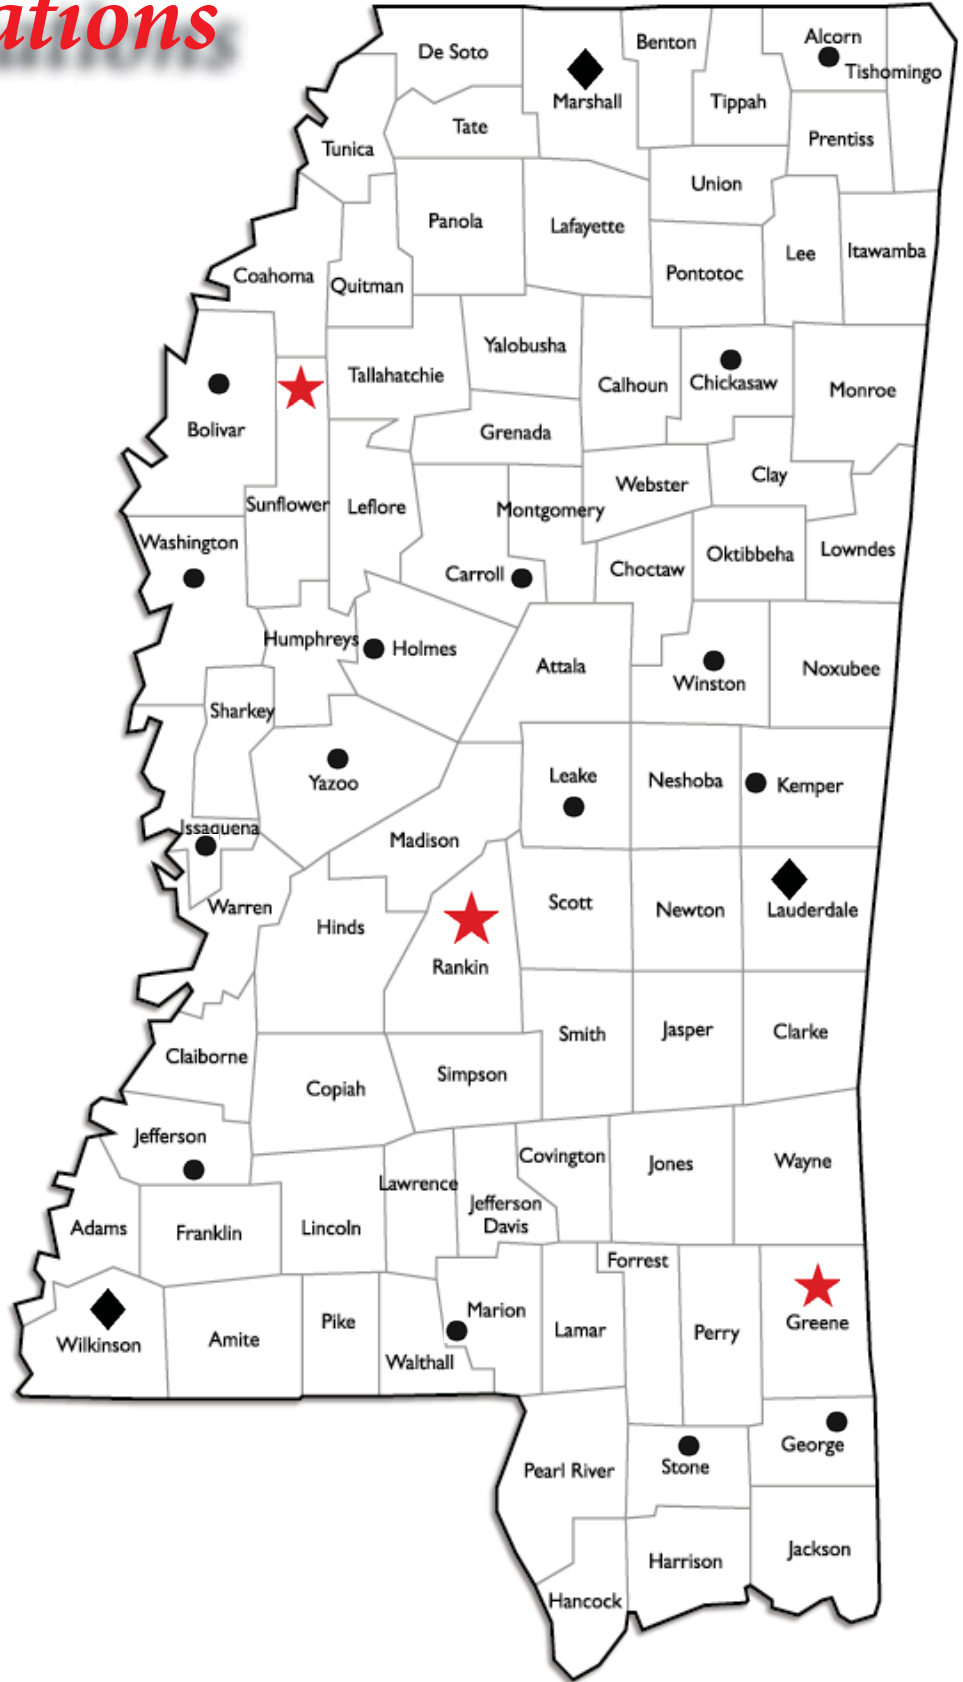 ations
De Soto
Marshall
Benton
Tippah
Alcorn
Tishomingo
Tunica
Tate
Prentiss
Union
Panola
Lafayette
Pontotoc
Lee
Itawamba
Coahoma
Quitman
Yalobusha
Tallahatchie
Calhoun
Chickasaw
Monroe
Bolivar
Grenada
Sunflower
Leflore
Montgomery
Webster
Clay
Washington
Carroll
Choctaw
Oktibbeha
Lowndes
Humphreys
Holmes
Attala
Winston
Noxubee
Sharkey
Yazoo
Leake
Neshoba
Kemper
Issaquena
Madison
Warren
Hinds
Rankin
Scott
Newton
Lauderdale
Claiborne
Copiah
Simpson
Smith
Jasper
Clarke
Jefferson
Lawrence
Covington
Jones
Wayne
Adams
Franklin
Lincoln
Jefferson
Davis
Forrest
Wilkinson
Amite
Pike
Walthall
Marion
Lamar
Perry
Greene
Pearl River
Stone
George
Hancock
Harrison
Jackson